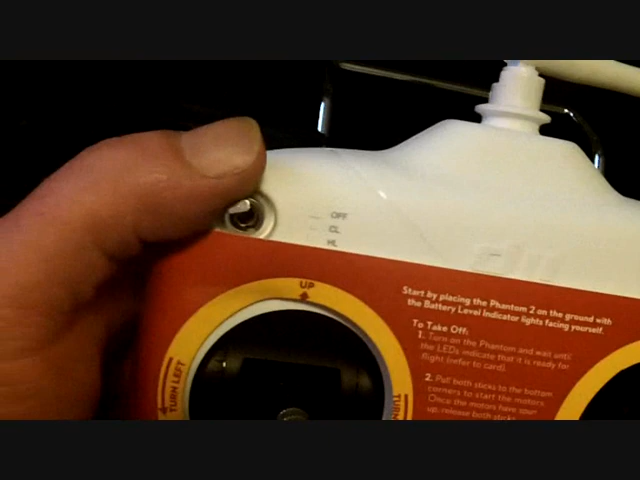 OFF
CL
HL
UP
TURN LEFT
Start by placing the Phantom 2 on the ground with
the Battery Level Indicator lights facing yourself.
To Take Off:
1. Turn on the Phantom and wait until
the LEDs indicate that it is ready for
flight (refer to card)
2. Pull both sticks to the bottom
corners to start the motors.
Once the motors have spun
up, release both sticks